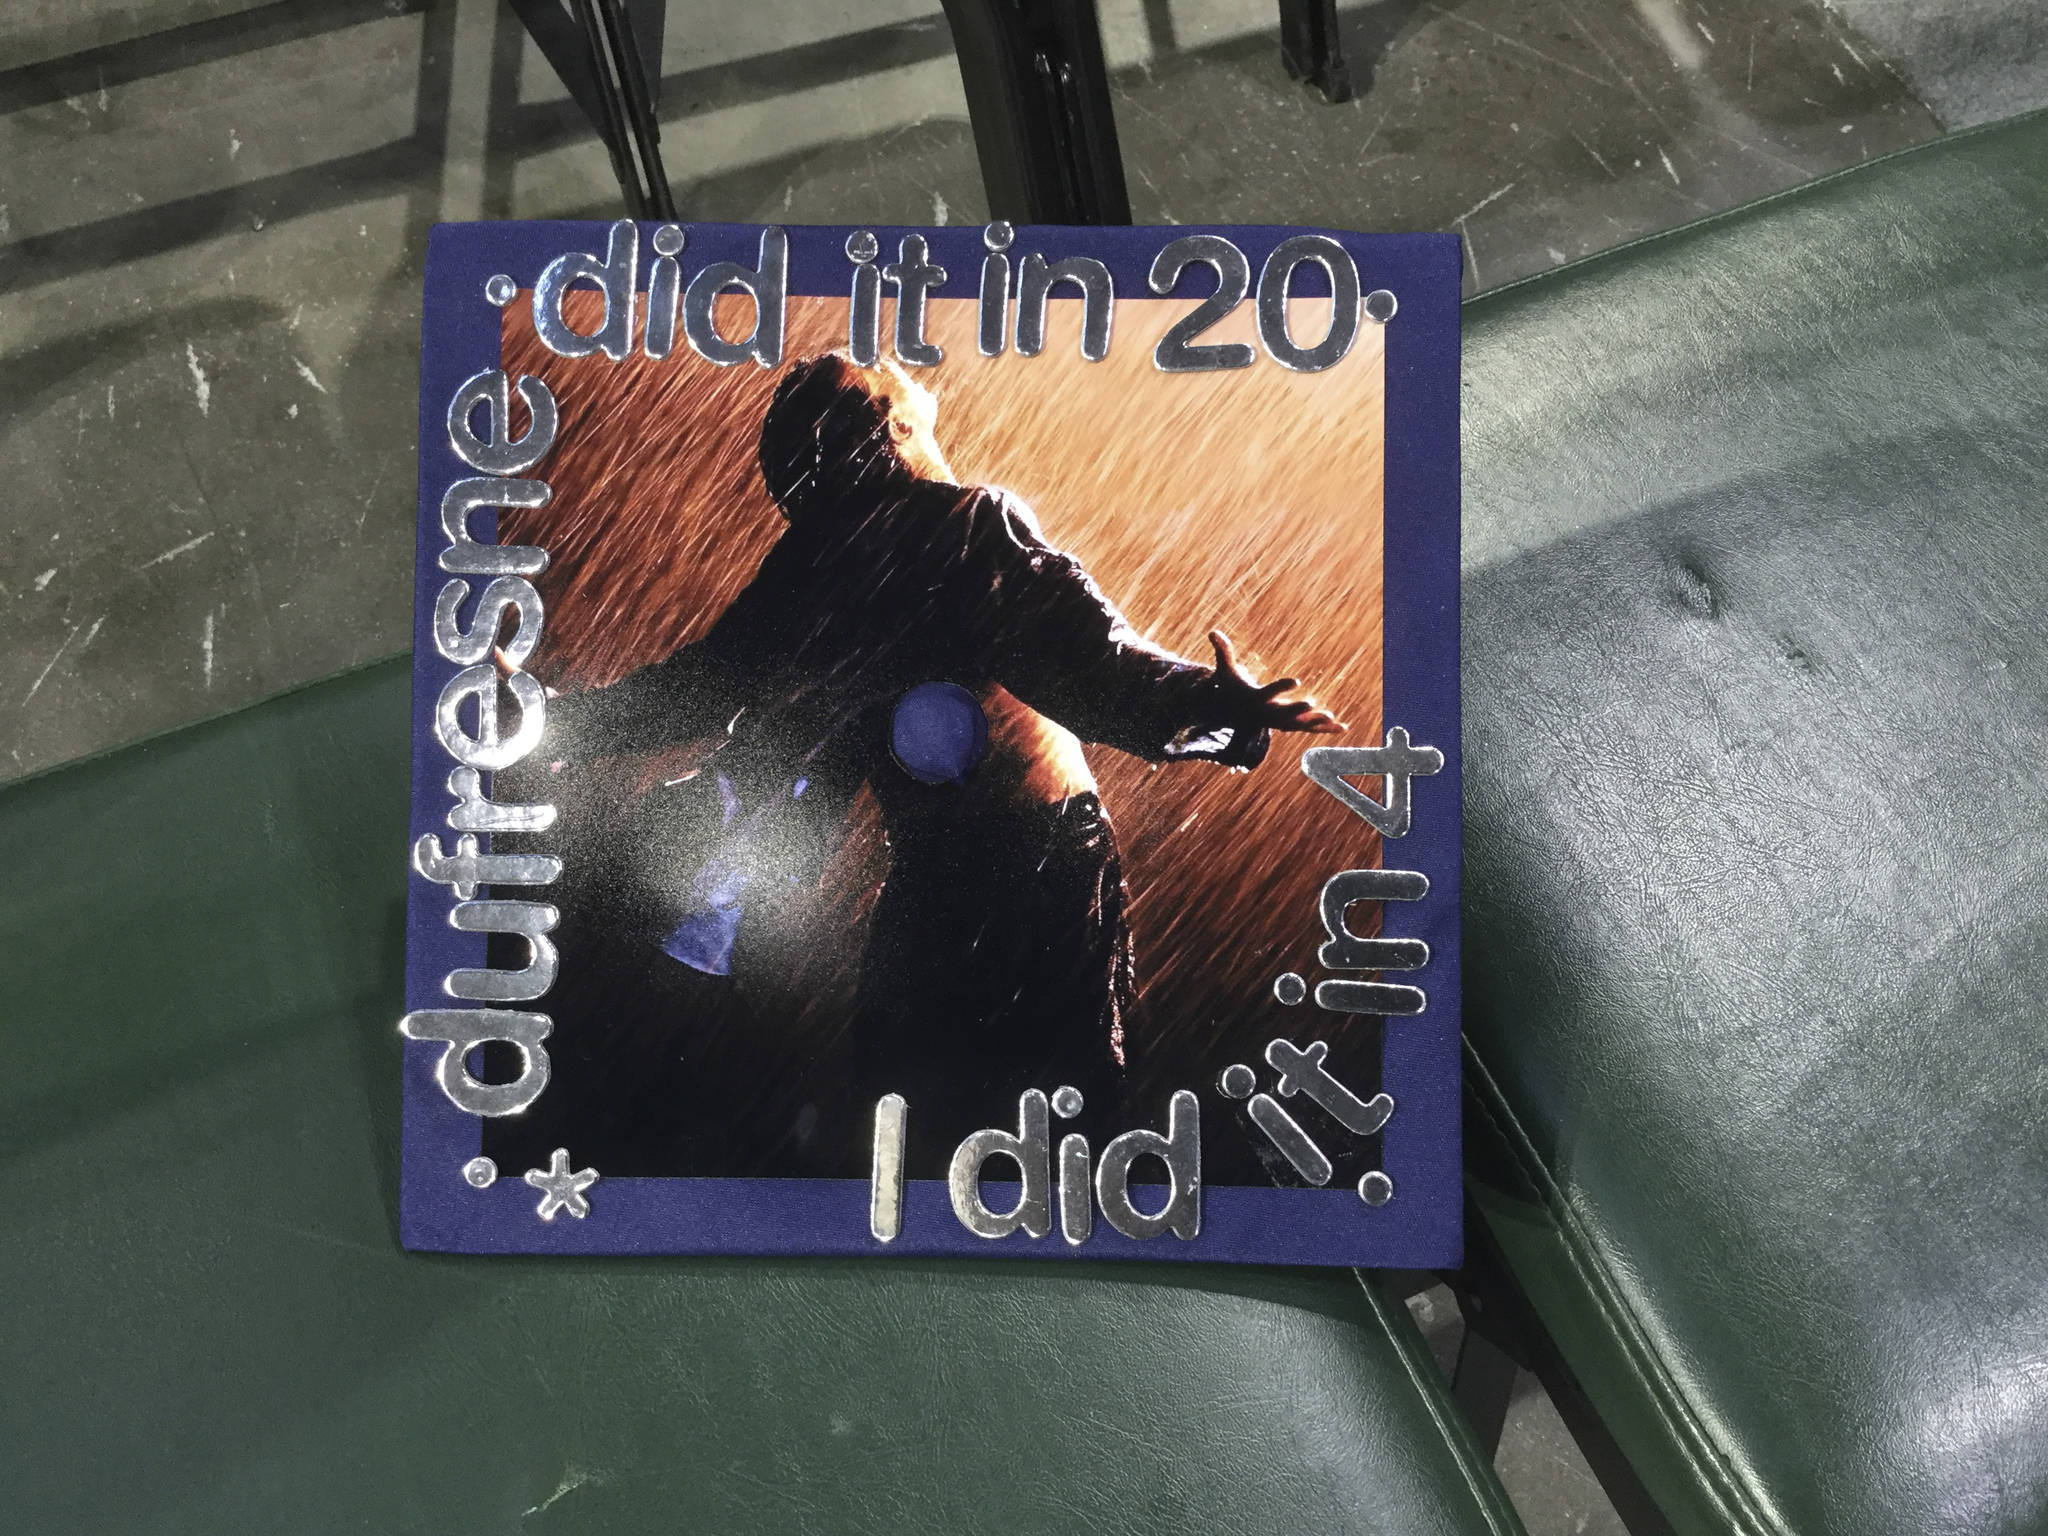 dufresne
did it in 20
*
I did it in 4